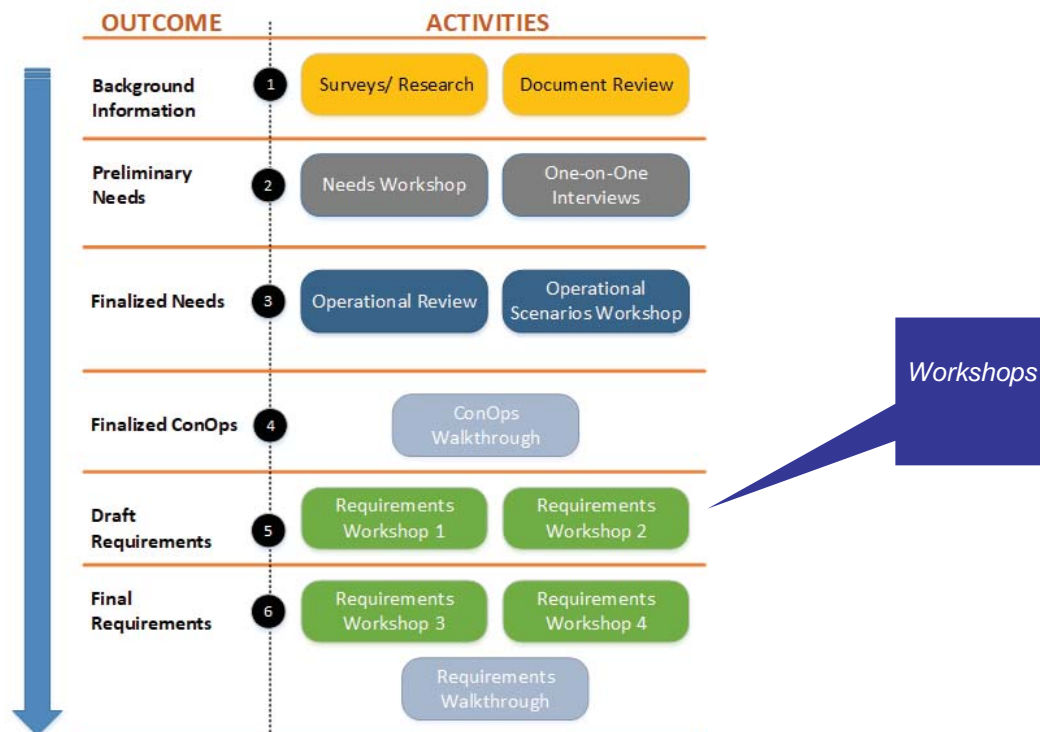 OUTCOME
ACTIVITIES
Background
Information
1
Surveys/ Research
Document Review
Preliminary
Needs
2
Needs Workshop
One-on-One
Interviews
Finalized Needs
3
Operational Review
Operational
Scenarios Workshop
Workshops
Finalized ConOps
4
ConOps
Walkthrough
Draft
Requirements
5
Requirements
Workshop 1
Requirements
Workshop 2
Final
Requirements
6
Requirements
Workshop 3
Requirements
Workshop 4
Requirements
Walkthrough